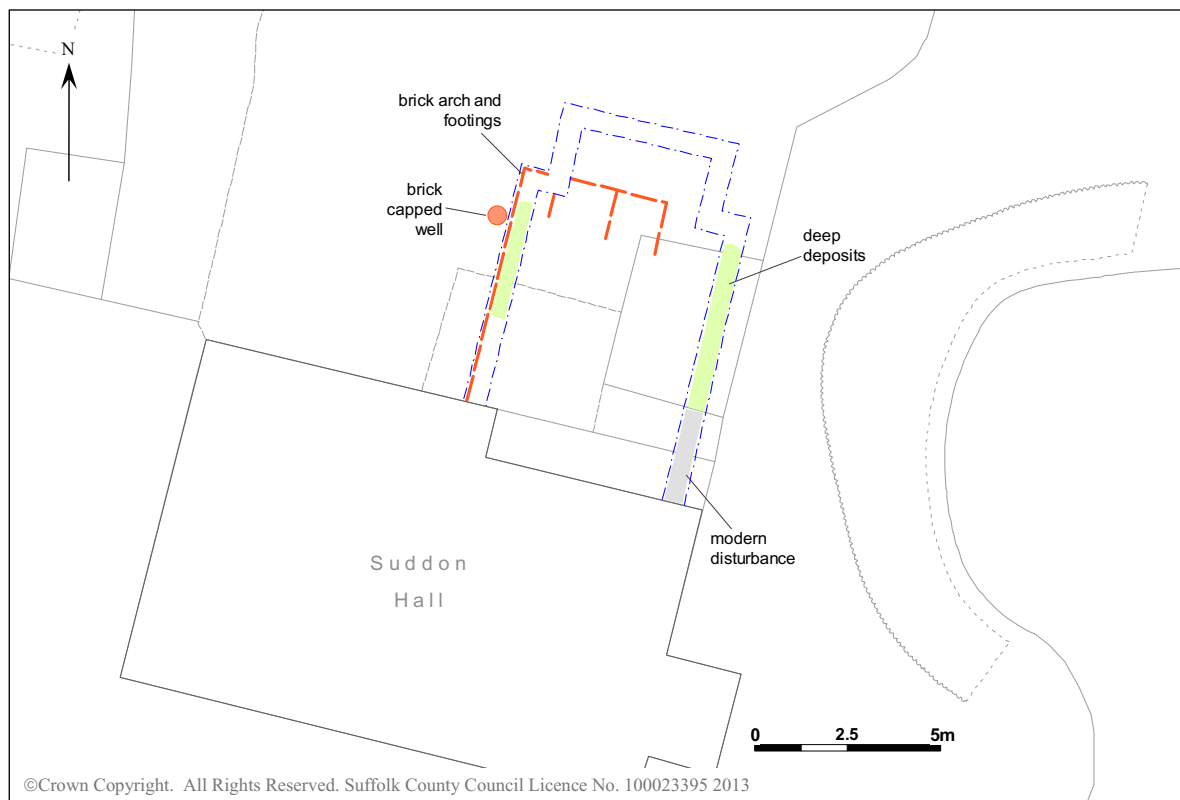 N
brick arch and
footings
brick
capped
well
deep
deposits
modern
disturbance
Suddon
Hall
0 2.5 5m
©Crown Copyright. All Rights Reserved. Suffolk County Council Licence No. 100023395 2013